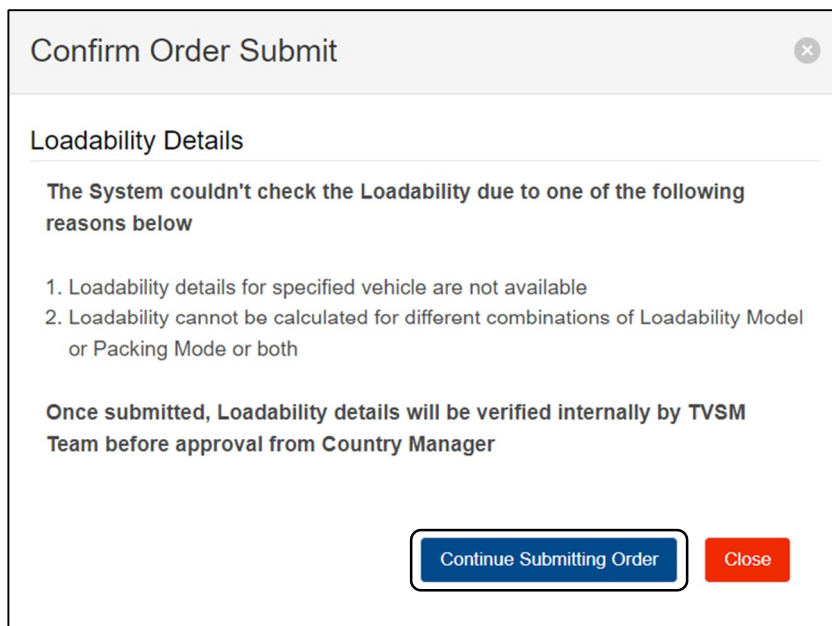 Confirm Order Submit
Loadability Details
The System couldn't check the Loadability due to one of the following
reasons below
1. Loadability details for specified vehicle are not available
2. Loadability cannot be calculated for different combinations of Loadability Model
or Packing Mode or both
Once submitted, Loadability details will be verified internally by TVSM
Team before approval from Country Manager
Continue Submitting Order
Close